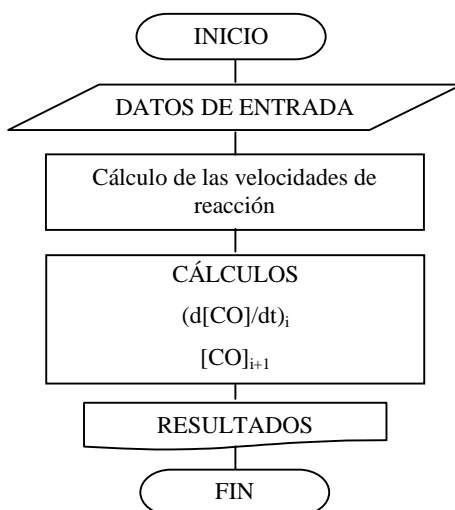 INICIO
DATOS DE ENTRADA
Cálculo de las velocidades de
reacción
CÁLCULOS
(d[CO]/dt)i
[CO]i+1
RESULTADOS
FIN